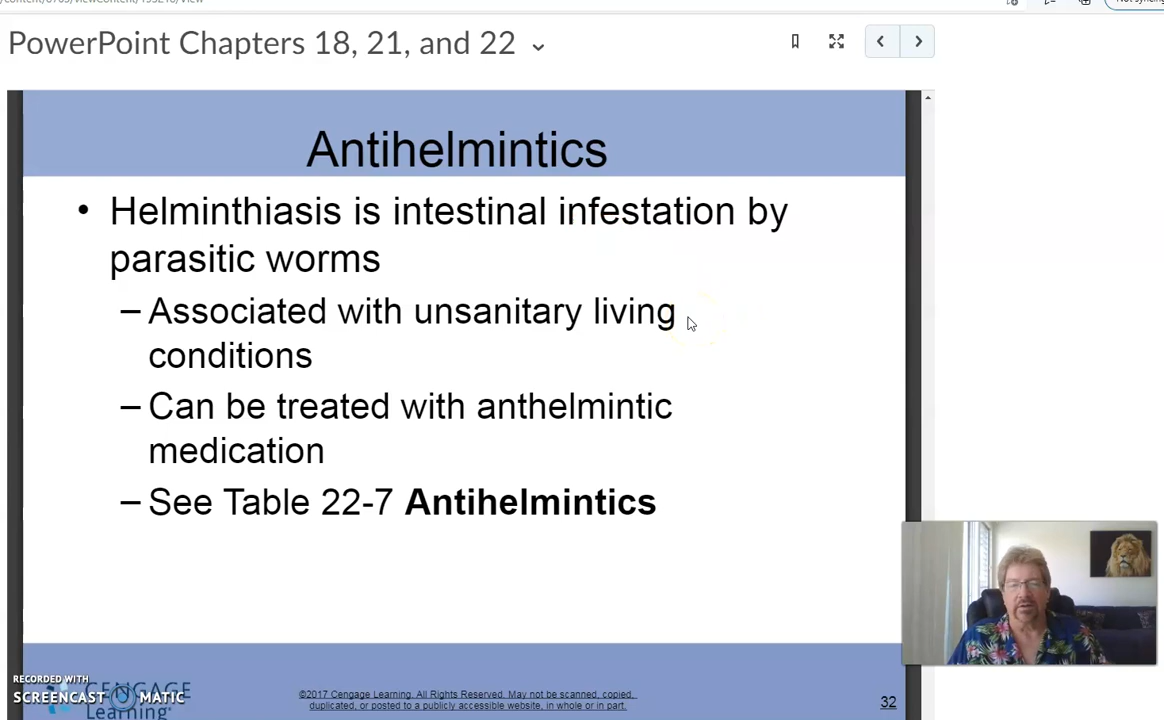 PowerPoint Chapters 18, 21, and 22
Antihelmintics
• Helminthiasis is intestinal infestation by
parasitic worms
– Associated with unsanitary living
conditions
– Can be treated with anthelmintic
medication
– See Table 22-7 Antihelmintics
RECORDED WITH
SCREENCAST MATIC
CENGAGE
Learning®
©2017 Cengage Learning. All Rights Reserved. May not be scanned, copied,
duplicated, or posted to a publicly accessible website, in whole or in part.
32